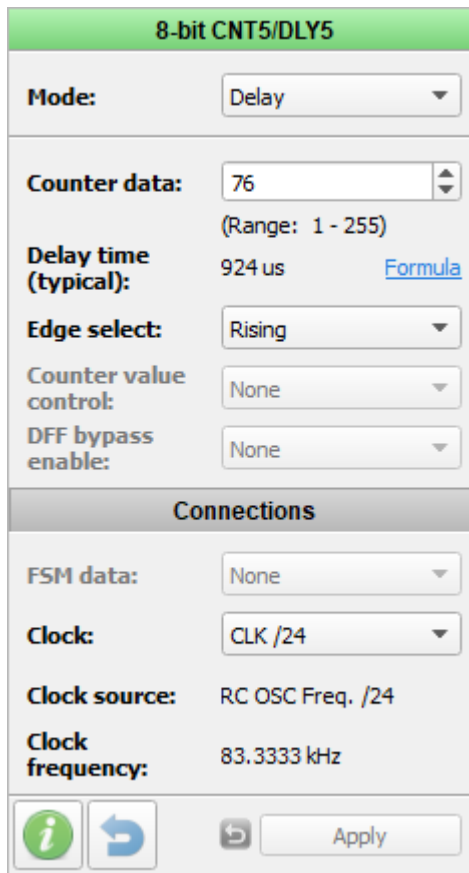 8-bit CNT5/DLY5
Mode: Delay
Counter data: 76
(Range: 1 - 255)
Delay time
(typical): 924 us Formula
Edge select: Rising
Counter value
control: None
DFF bypass
enable: None
Connections
FSM data: None
Clock: CLK /24
Clock source: RC OSC Freq. /24
Clock
frequency: 83.3333 kHz
Apply